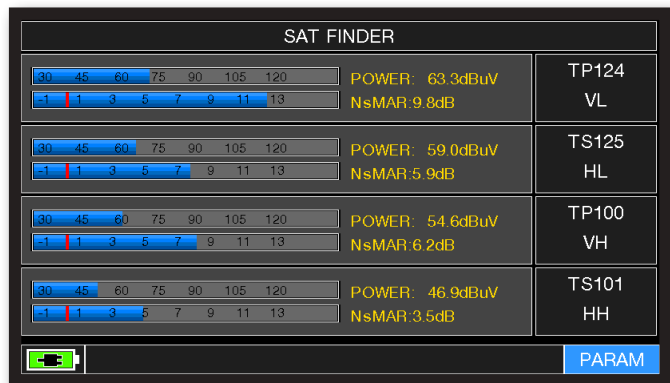 SAT FINDER
30 45 60 75 90 105 120
-1 1 3 5 7 9 11 13
POWER: 63.3dBuV
NsMAR:9.8dB
TP124
VL
30 45 60 75 90 105 120
-1 1 3 5 7 9 11 13
POWER: 59.0dBuV
NsMAR:5.9dB
TS125
HL
30 45 60 75 90 105 120
-1 1 3 5 7 9 11 13
POWER: 54.6dBuV
NsMAR:6.2dB
TP100
VH
30 45 60 75 90 105 120
-1 1 3 5 7 9 11 13
POWER: 46.9dBuV
NsMAR:3.5dB
TS101
HH
PARAM